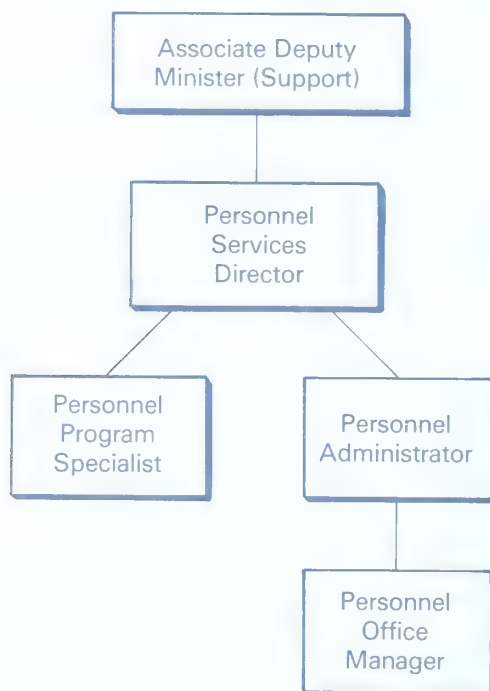 Associate Deputy
Minister (Support)
Personnel
Services
Director
Personnel
Program
Specialist
Personnel
Administrator
Personnel
Office
Manager